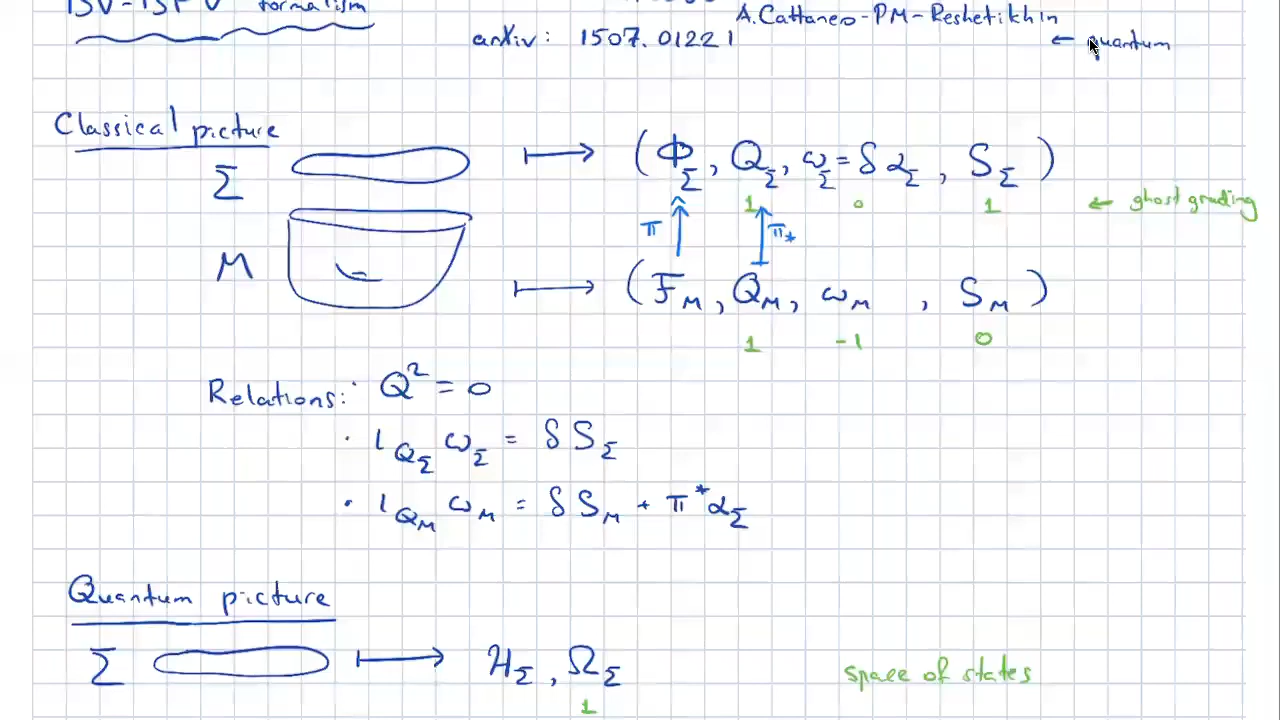 BV-BFV formalism
A.Cattaneo-PM-Reshetikhin
arXiv: 1507.01221 ← quantum
Classical picture
Σ ↦ (Φ_Σ, Q_Σ, ω_Σ = δα_Σ, S_Σ)
1 0 1 ← ghost grading
π π_*
M ↦ (F_M, Q_M, ω_M, S_M)
1 -1 0
Relations: Q² = 0
· ι_{Q_Σ} ω_Σ = δS_Σ
· ι_{Q_M} ω_M = δS_M + π^* α_Σ
Quantum picture
Σ ↦ H_Σ, Ω_Σ space of states
1